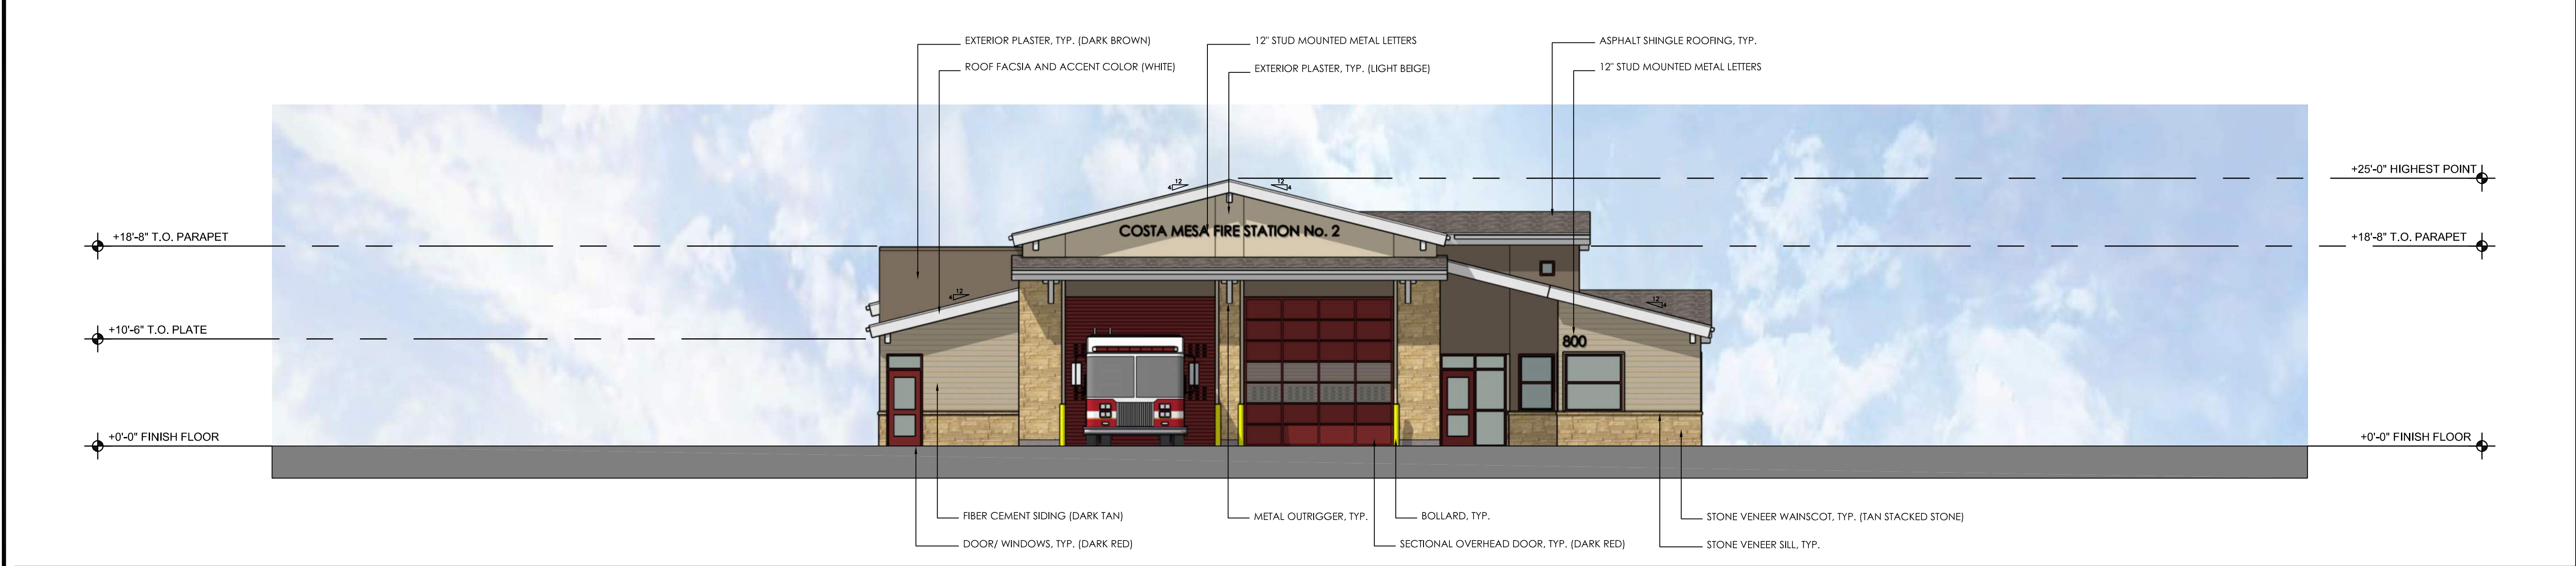 EXTERIOR PLASTER, TYP. (DARK BROWN)
ROOF FACSIA AND ACCENT COLOR (WHITE)
12" STUD MOUNTED METAL LETTERS
EXTERIOR PLASTER, TYP. (LIGHT BEIGE)
ASPHALT SHINGLE ROOFING, TYP.
12" STUD MOUNTED METAL LETTERS
+25'-0" HIGHEST POINT
12
4
12
4
+18'-8" T.O. PARAPET
COSTA MESA FIRE STATION No. 2
+18'-8" T.O. PARAPET
12
4
12
4
+10'-6" T.O. PLATE
800
+0'-0" FINISH FLOOR
+0'-0" FINISH FLOOR
FIBER CEMENT SIDING (DARK TAN)
METAL OUTRIGGER, TYP.
BOLLARD, TYP.
STONE VENEER WAINSCOT, TYP. (TAN STACKED STONE)
DOOR/ WINDOWS, TYP. (DARK RED)
SECTIONAL OVERHEAD DOOR, TYP. (DARK RED)
STONE VENEER SILL, TYP.